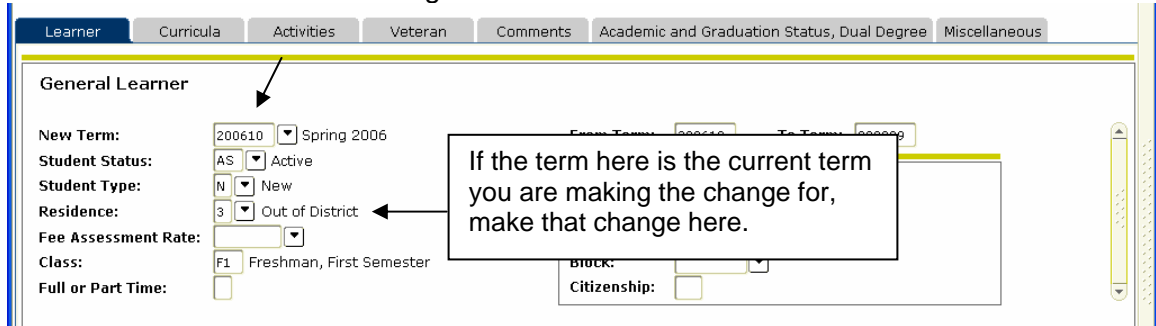 Learner Curricula Activities Veteran Comments Academic and Graduation Status, Dual Degree Miscellaneous
General Learner
New Term: 200610 Spring 2006
Student Status: AS Active
Student Type: N New
Residence: 3 Out of District
Fee Assessment Rate:
Class: F1 Freshman, First Semester
Full or Part Time:
If the term here is the current term
you are making the change for,
make that change here.
Citizenship: